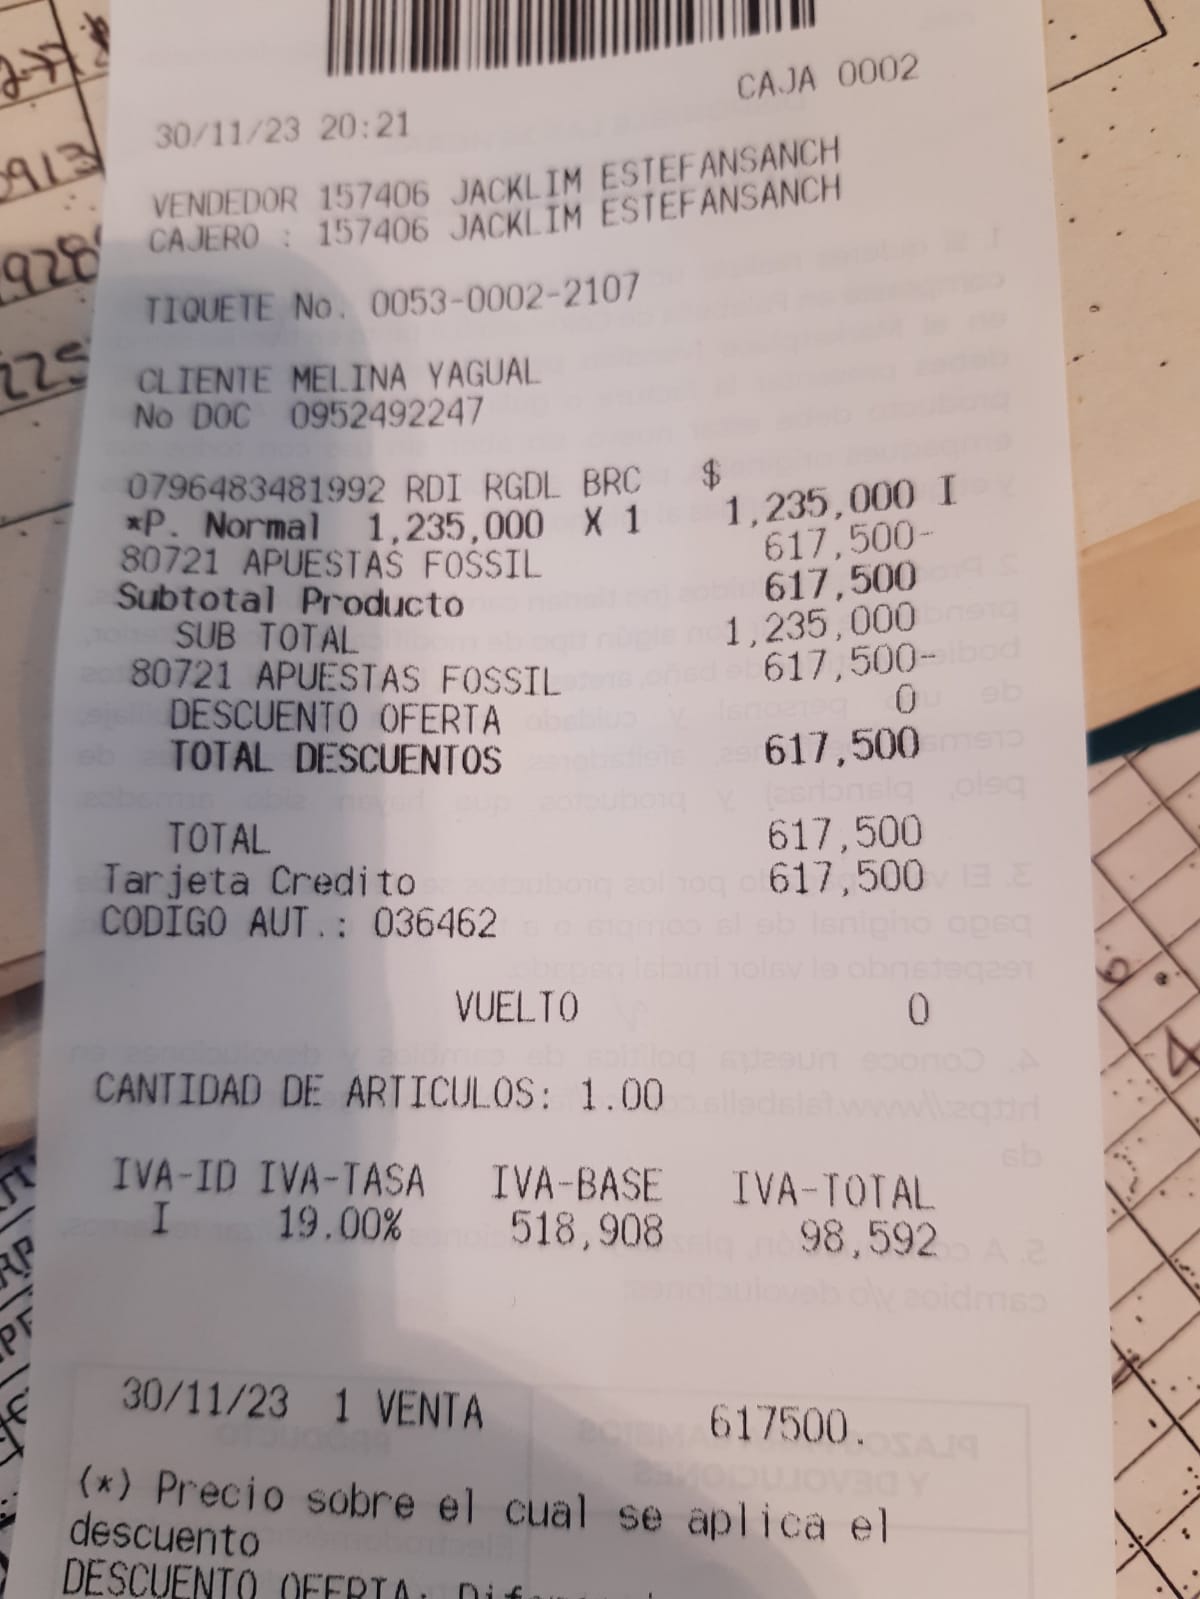 CAJA 0002
30/11/23 20:21
VENDEDOR 157406 JACKLIM ESTEFANSANCH
CAJERO : 157406 JACKLIM ESTEFANSANCH
TIQUETE No. 0053-0002-2107
CLIENTE MELINA YAGUAL
No DOC 0952492247
0796483481992 RDI RGDL BRC $
*P. Normal 1,235,000 X 1 1,235,000 I
80721 APUESTAS FOSSIL 617,500-
Subtotal Producto 617,500
SUB TOTAL 1,235,000
80721 APUESTAS FOSSIL 617,500-
DESCUENTO OFERTA 0
TOTAL DESCUENTOS 617,500
TOTAL 617,500
Tarjeta Credito 617,500
CODIGO AUT.: 036462
VUELTO 0
CANTIDAD DE ARTICULOS: 1.00
IVA-ID IVA-TASA IVA-BASE IVA-TOTAL
I 19.00% 518,908 98,592
30/11/23 1 VENTA 617500.
(*) Precio sobre el cual se aplica el
descuento
DESCUENTO OFERTA: